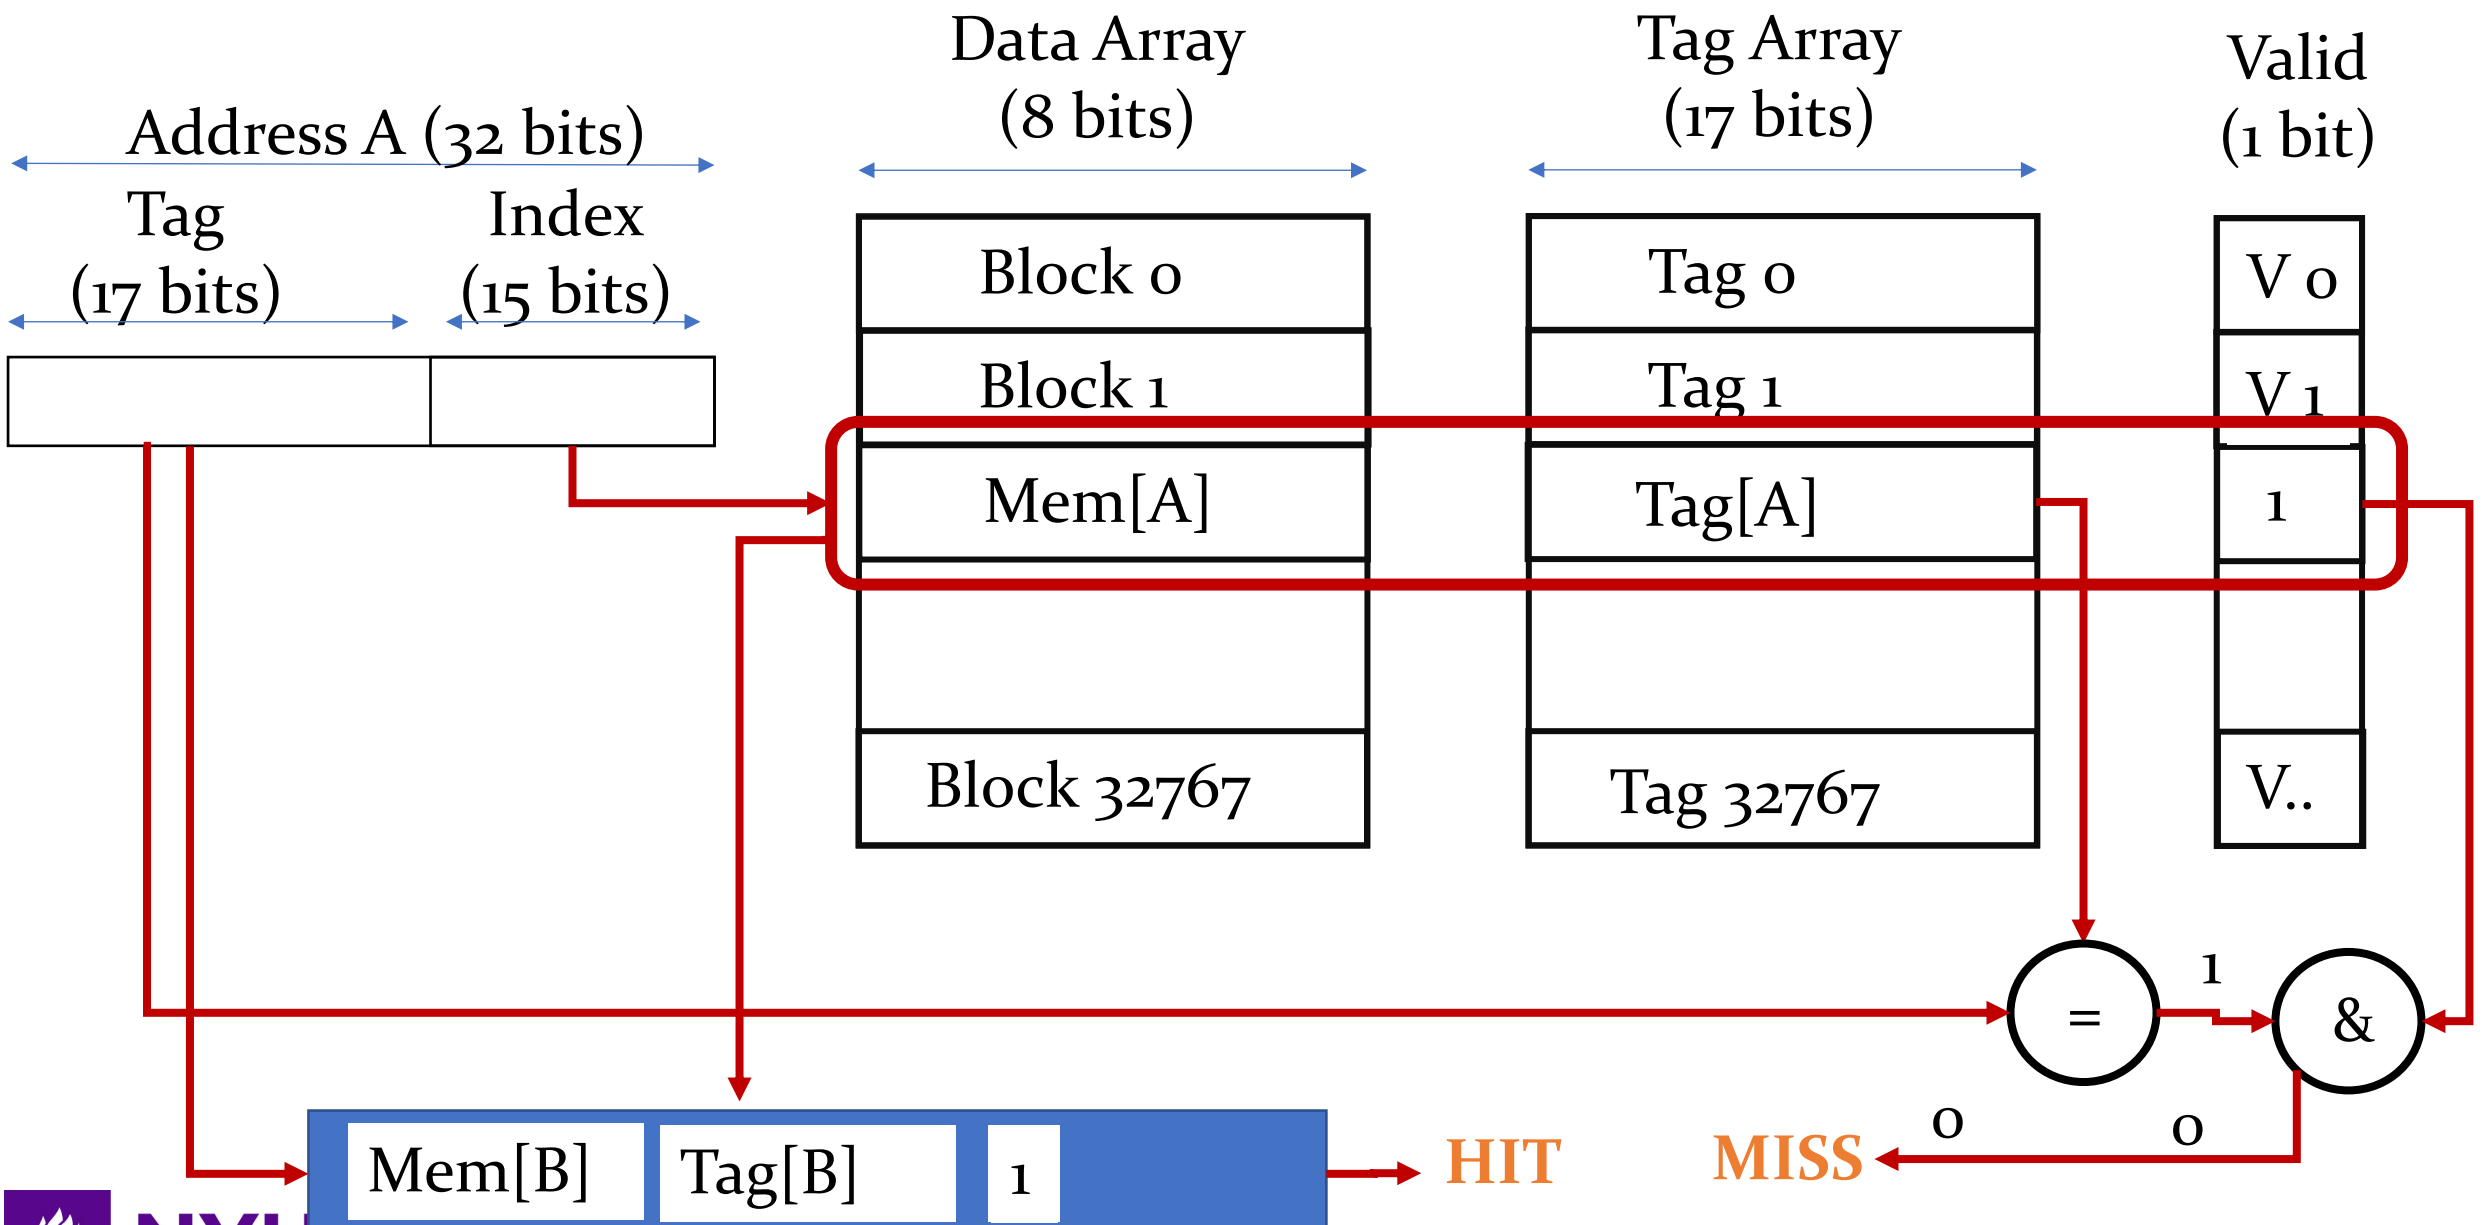 Data Array
(8 bits)
Tag Array
(17 bits)
Valid
(1 bit)
Address A (32 bits)
Tag
(17 bits)
Index
(15 bits)
Block 0
Tag 0
V 0
Block 1
Tag 1
V 1
Mem[A]
Tag[A]
1
Block 32767
Tag 32767
V..
1
=
&
0
0
Mem[B]
Tag[B]
1
HIT
MISS